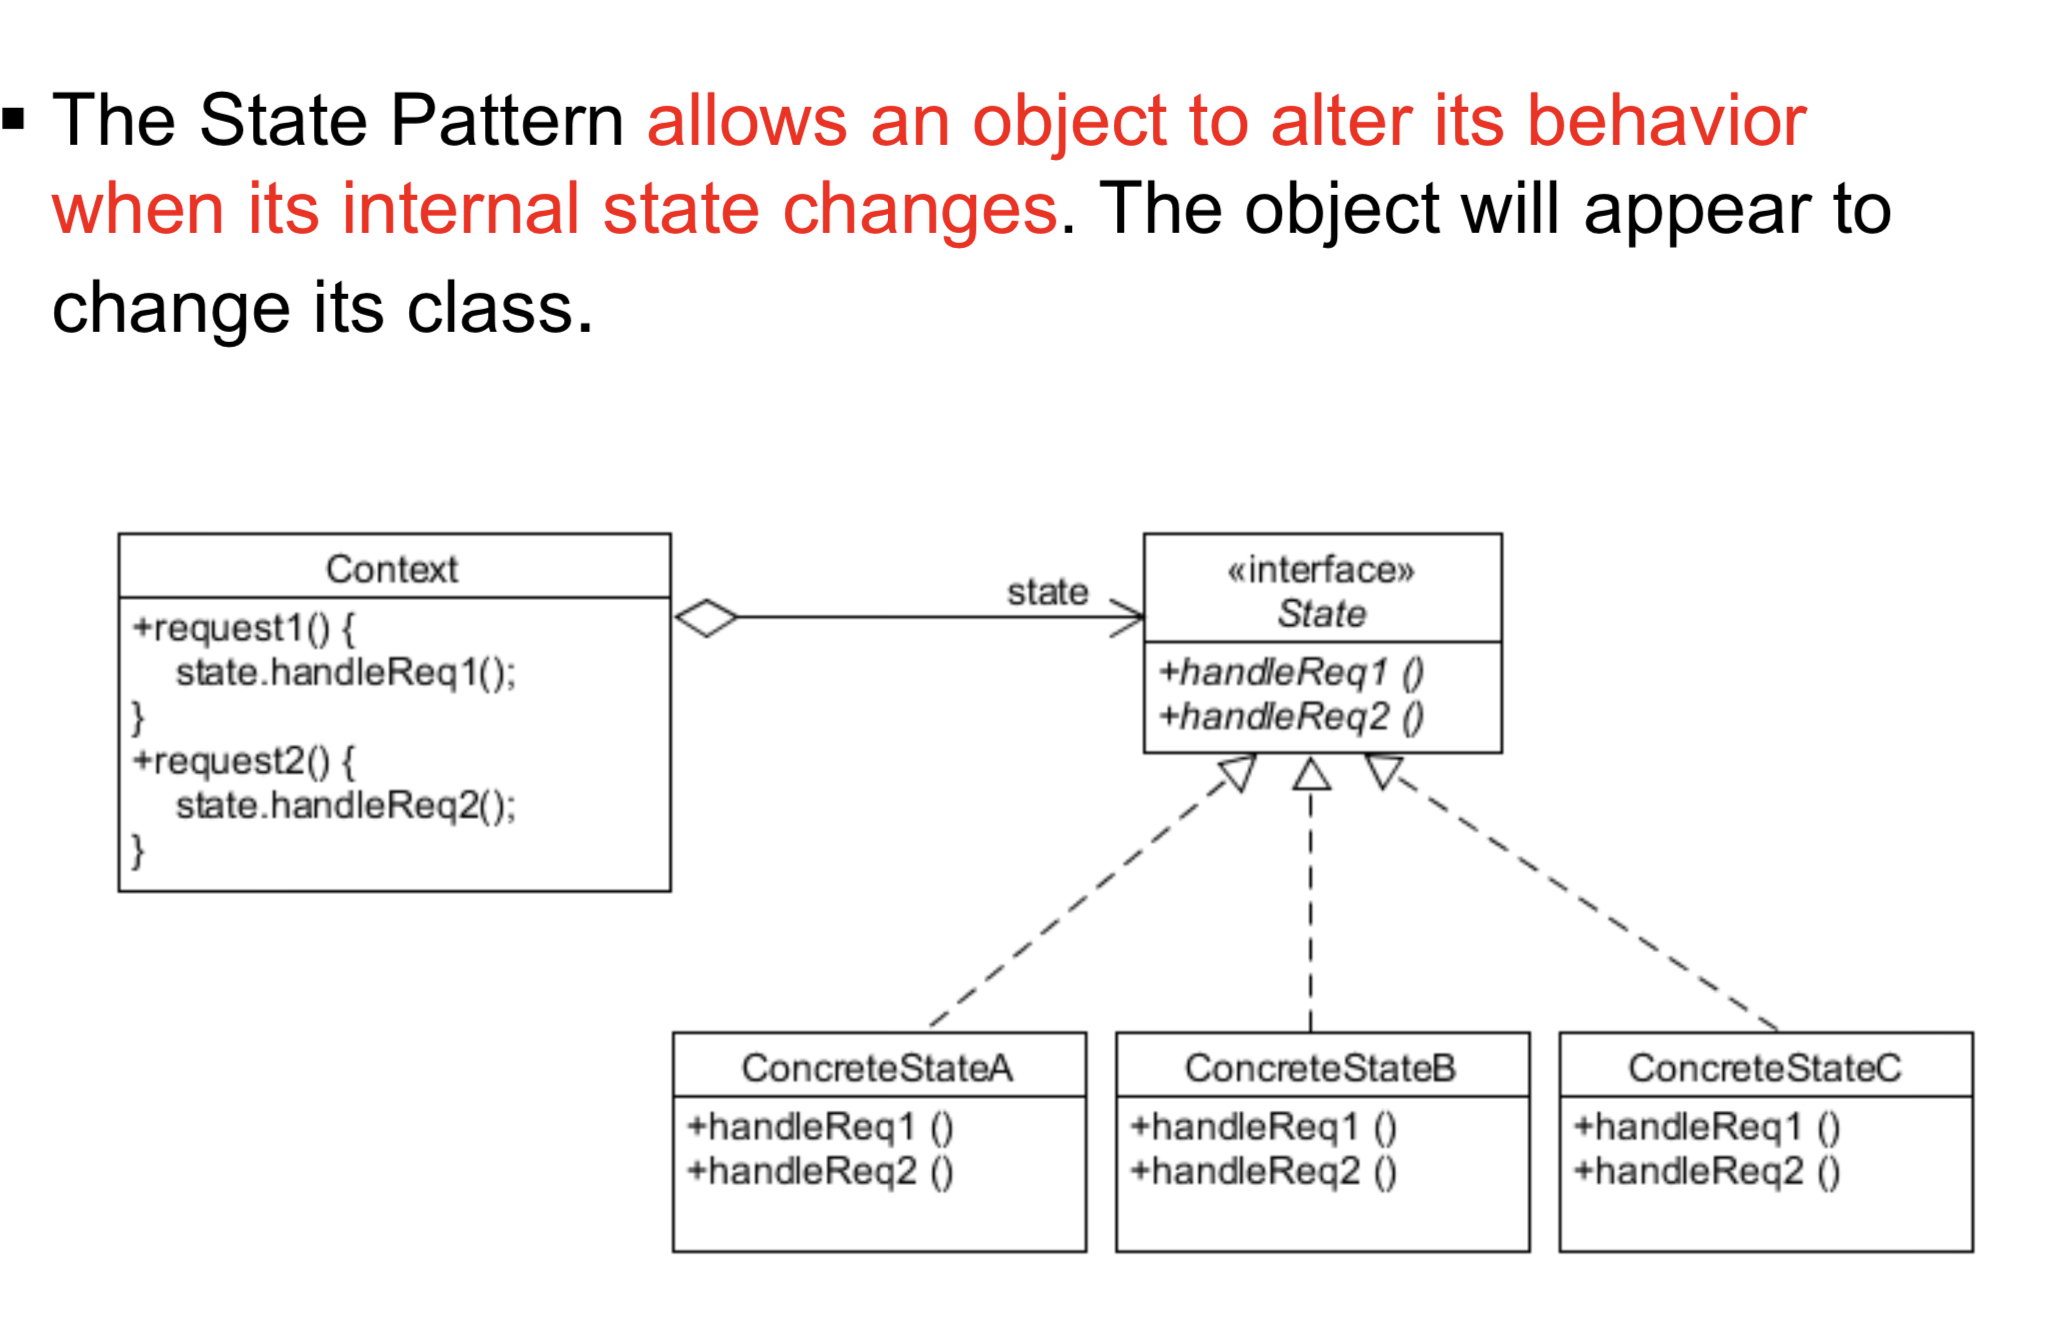 ▪ The State Pattern allows an object to alter its behavior
when its internal state changes. The object will appear to
change its class.
Context
+request1() {
state.handleReq1();
}
+request2() {
state.handleReq2();
}
state
«interface»
State
+handleReq1 ()
+handleReq2 ()
ConcreteStateA
+handleReq1 ()
+handleReq2 ()
ConcreteStateB
+handleReq1 ()
+handleReq2 ()
ConcreteStateC
+handleReq1 ()
+handleReq2 ()